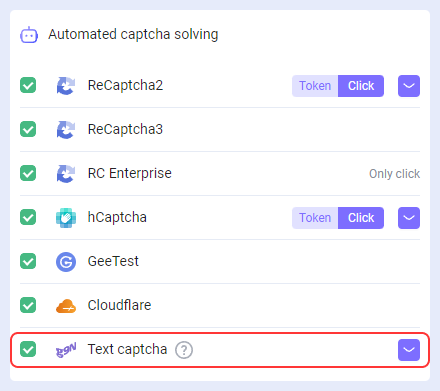 Automated captcha solving
ReCaptcha2 Token Click
ReCaptcha3
RC Enterprise Only click
hCaptcha Token Click
GeeTest
Cloudflare
Text captcha ?